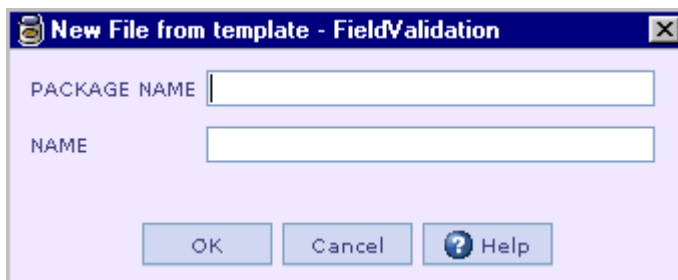 New File from template - FieldValidation
PACKAGE NAME
NAME
OK Cancel Help